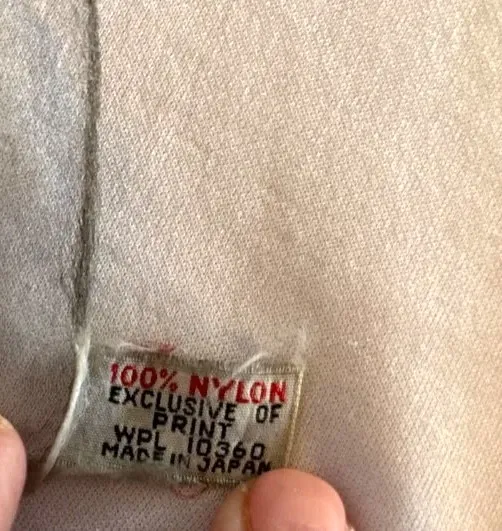 100% NYLON
EXCLUSIVE OF
PRINT
WPL 10360
MADE IN JAPAN